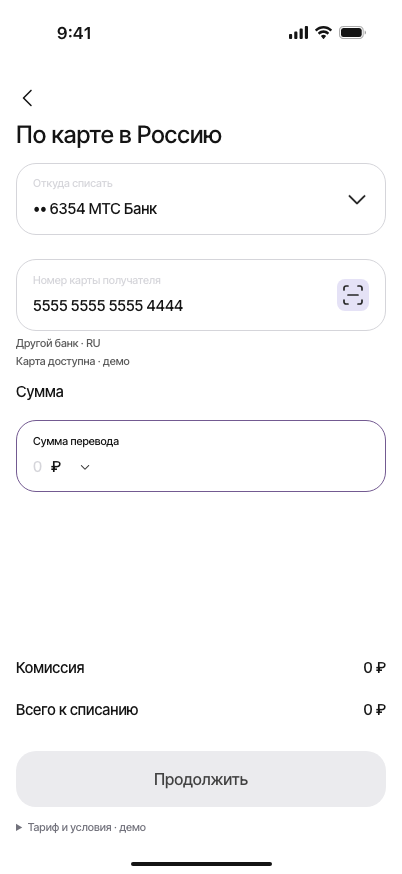 9:41
По карте в Россию
Откуда списать
•• 6354 МТС Банк
Номер карты получателя
5555 5555 5555 4444
Другой банк · RU
Карта доступна · демо
Сумма
Сумма перевода
0 ₽
Комиссия 0 ₽
Всего к списанию 0 ₽
Продолжить
Тариф и условия · демо